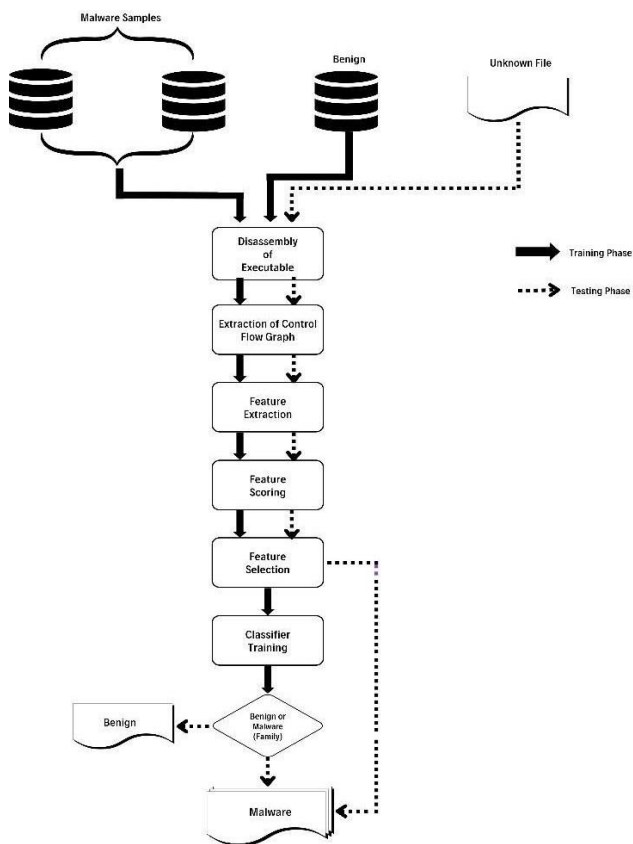 Malware Samples
Benign
Unknown File
Disassembly
of
Executable
Training Phase
Testing Phase
Extraction of Control
Flow Graph
Feature
Extraction
Feature
Scoring
Feature
Selection
Classifier
Training
Benign or
Malware
(Family)
Benign
Malware